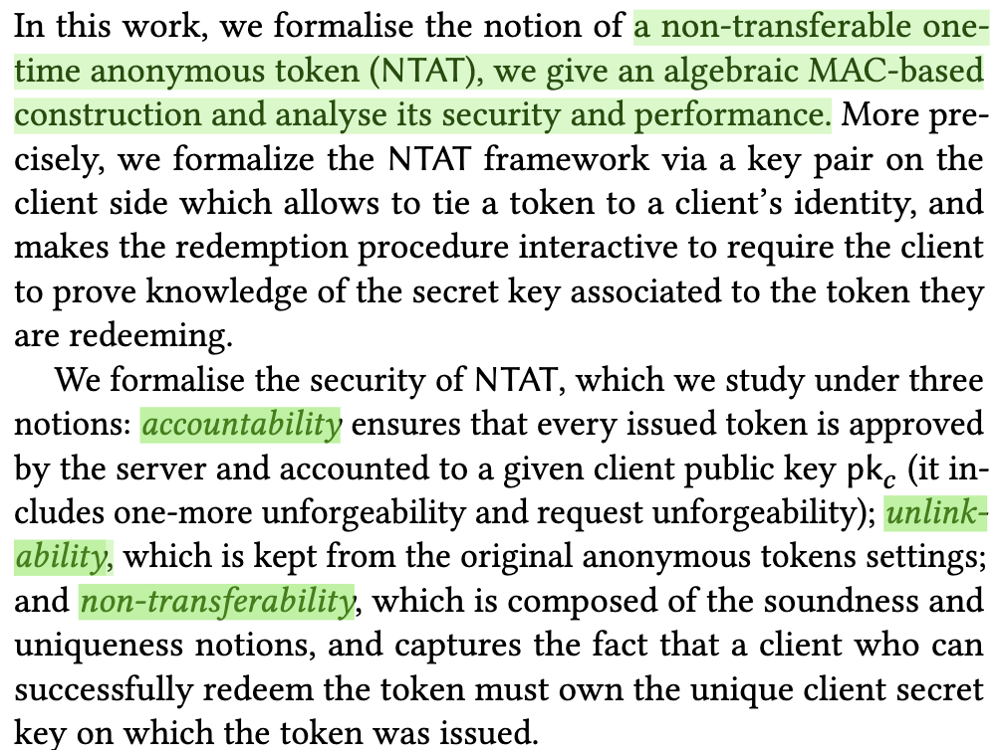 In this work, we formalise the notion of a non-transferable one-
time anonymous token (NTAT), we give an algebraic MAC-based
construction and analyse its security and performance. More pre-
cisely, we formalize the NTAT framework via a key pair on the
client side which allows to tie a token to a client's identity, and
makes the redemption procedure interactive to require the client
to prove knowledge of the secret key associated to the token they
are redeeming.
We formalise the security of NTAT, which we study under three
notions: accountability ensures that every issued token is approved
by the server and accounted to a given client public key pk_c (it in-
cludes one-more unforgeability and request unforgeability); unlink-
ability, which is kept from the original anonymous tokens settings;
and non-transferability, which is composed of the soundness and
uniqueness notions, and captures the fact that a client who can
successfully redeem the token must own the unique client secret
key on which the token was issued.